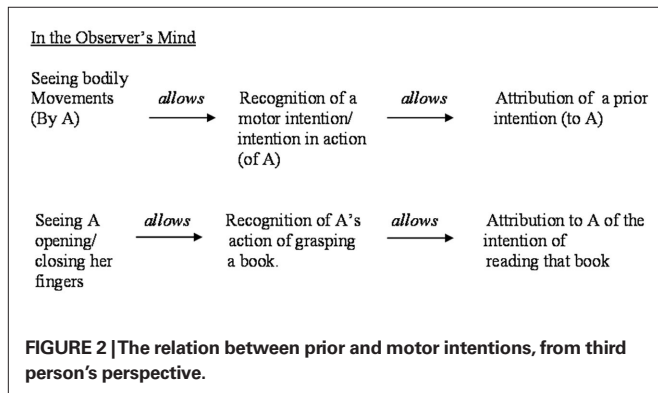 In the Observer's Mind
Seeing bodily
Movements
(By A)
allows
Recognition of a
motor intention/
intention in action
(of A)
allows
Attribution of a prior
intention (to A)
Seeing A
opening/
closing her
fingers
allows
Recognition of A's
action of grasping
a book.
allows
Attribution to A of the
intention of
reading that book
FIGURE 2 | The relation between prior and motor intentions, from third
person's perspective.